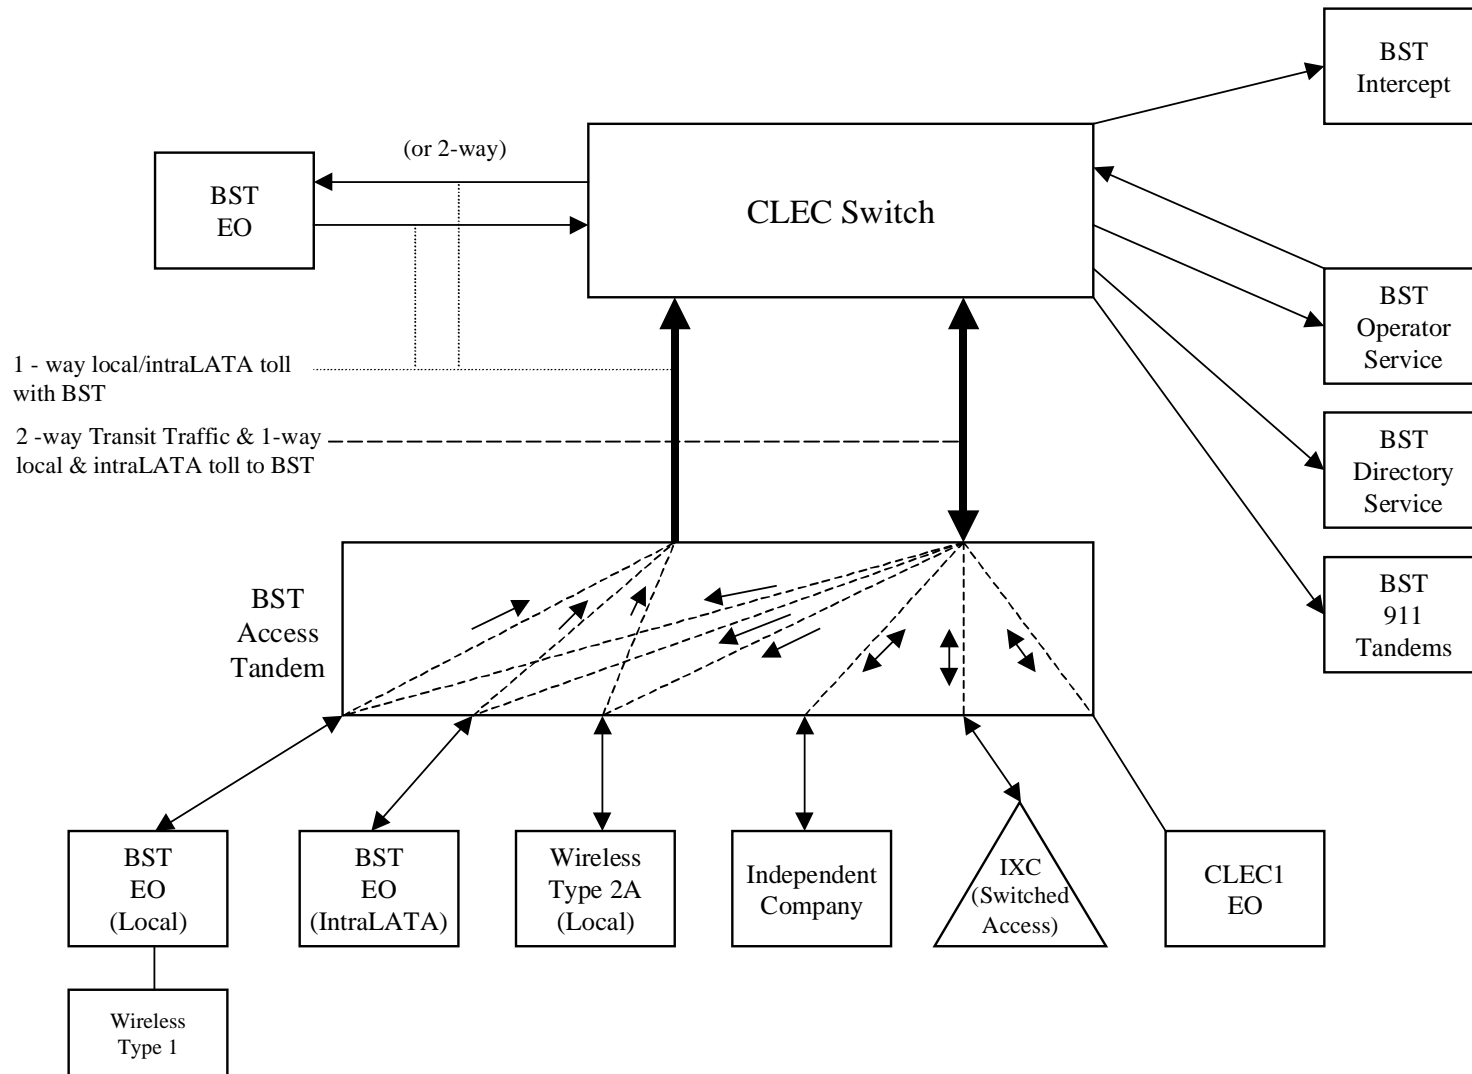 BST
Intercept
(or 2-way)
BST
EO
CLEC Switch
BST
Operator
Service
1 - way local/intraLATA toll
with BST
2 -way Transit Traffic & 1-way
local & intraLATA toll to BST
BST
Directory
Service
BST
Access
Tandem
BST
911
Tandems
BST
EO
(Local)
BST
EO
(IntraLATA)
Wireless
Type 2A
(Local)
Independent
Company
IXC
(Switched
Access)
CLEC1
EO
Wireless
Type 1